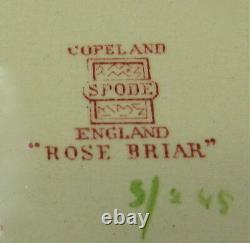 COPELAND
SPODE
ENGLAND
"ROSE BRIAR"